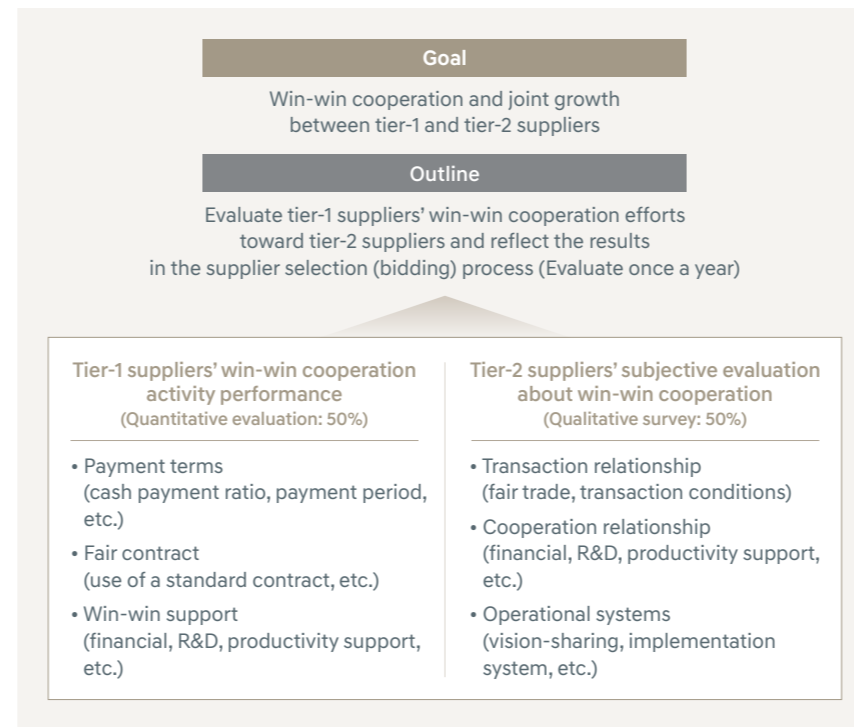 Goal
Win-win cooperation and joint growth
between tier-1 and tier-2 suppliers
Outline
Evaluate tier-1 suppliers’ win-win cooperation efforts
toward tier-2 suppliers and reflect the results
in the supplier selection (bidding) process (Evaluate once a year)
Tier-1 suppliers’ win-win cooperation
activity performance
(Quantitative evaluation: 50%)
• Payment terms
(cash payment ratio, payment period,
etc.)
• Fair contract
(use of a standard contract, etc.)
• Win-win support
(financial, R&D, productivity support,
etc.)
Tier-2 suppliers’ subjective evaluation
about win-win cooperation
(Qualitative survey: 50%)
• Transaction relationship
(fair trade, transaction conditions)
• Cooperation relationship
(financial, R&D, productivity support,
etc.)
• Operational systems
(vision-sharing, implementation
system, etc.)